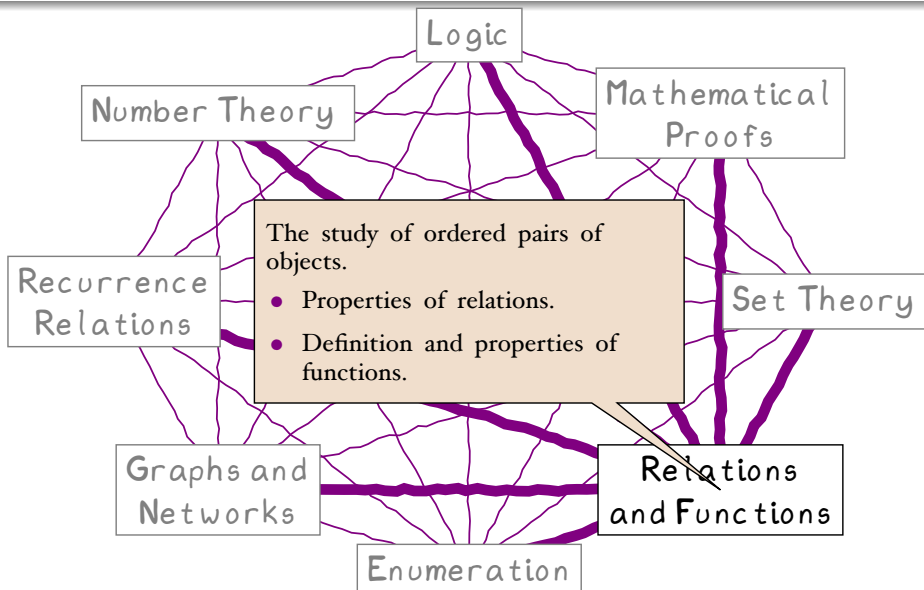 Logic
Number Theory
Mathematical
Proofs
The study of ordered pairs of
objects.
• Properties of relations.
• Definition and properties of
functions.
Recurrence
Relations
Set Theory
Graphs and
Networks
Relations
and Functions
Enumeration